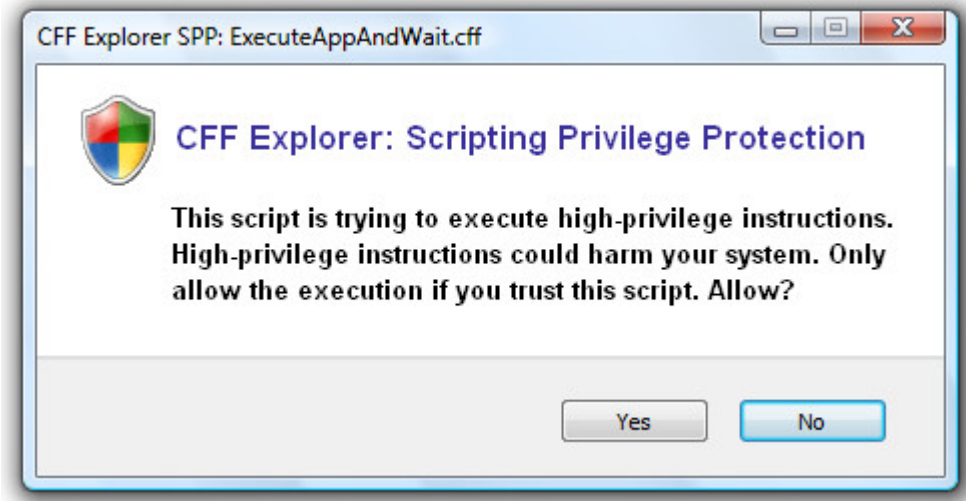 CFF Explorer SPP: ExecuteAppAndWait.cff
CFF Explorer: Scripting Privilege Protection
This script is trying to execute high-privilege instructions.
High-privilege instructions could harm your system. Only
allow the execution if you trust this script. Allow?
Yes No